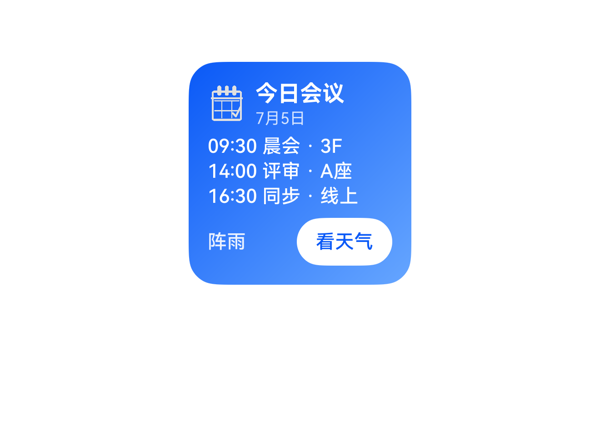 今日会议
7月5日
09:30 晨会 · 3F
14:00 评审 · A座
16:30 同步 · 线上
阵雨
看天气